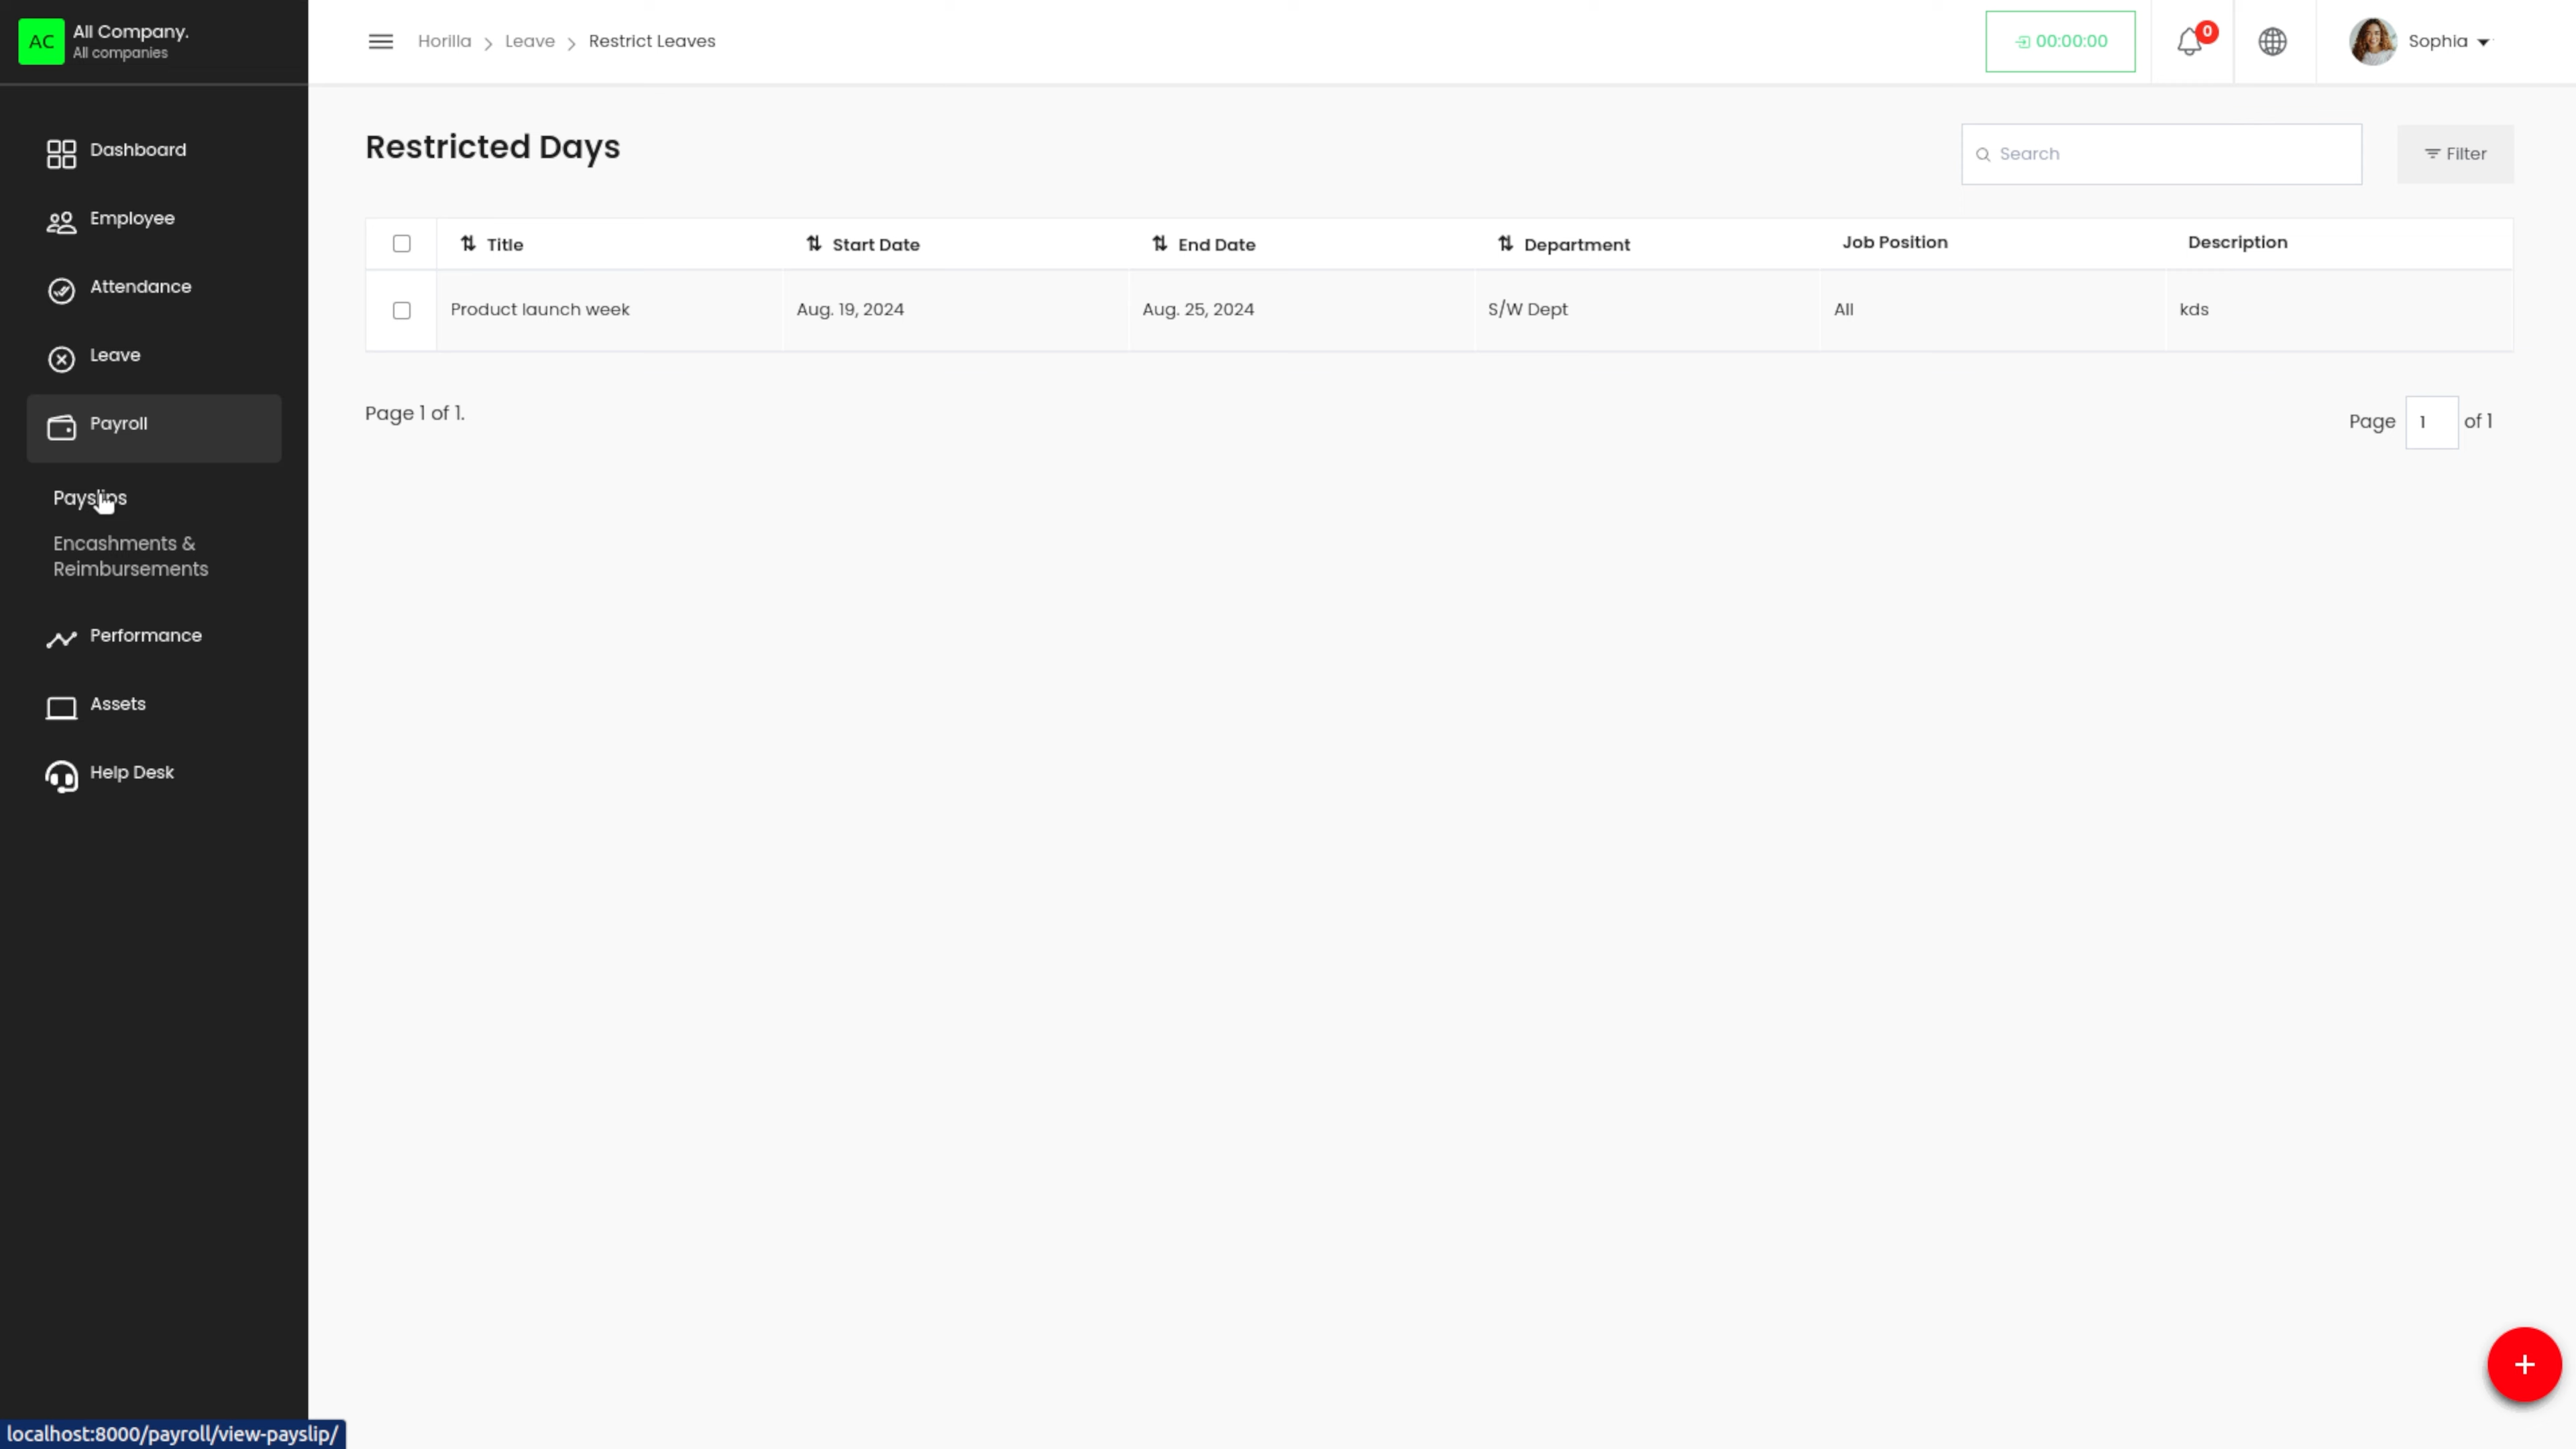 AC
All Company.
All companies
Horilla
Leave
Restrict Leaves
00:00:00
0
Sophia
Dashboard
Employee
Attendance
Leave
Payroll
Payslips
Encashments &
Reimbursements
Performance
Assets
Help Desk
Restricted Days
Search
Filter
Title
Start Date
End Date
Department
Job Position
Description
Product launch week
Aug. 19, 2024
Aug. 25, 2024
S/W Dept
All
kds
Page 1 of 1.
Page 1 of 1
+
localhost:8000/payroll/view-payslip/